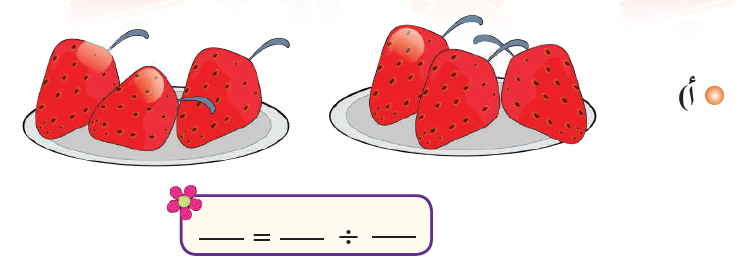 أ)
___ = ___ ÷ ___